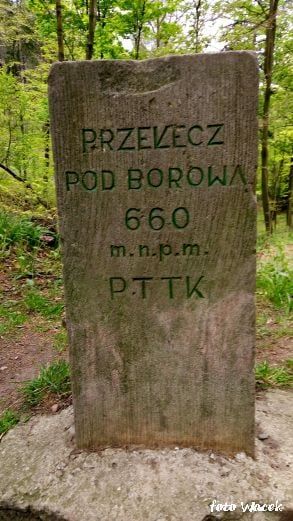 PRZEŁĘCZ
POD BOROWĄ
660
m.n.p.m.
PTTK
foto Wacek